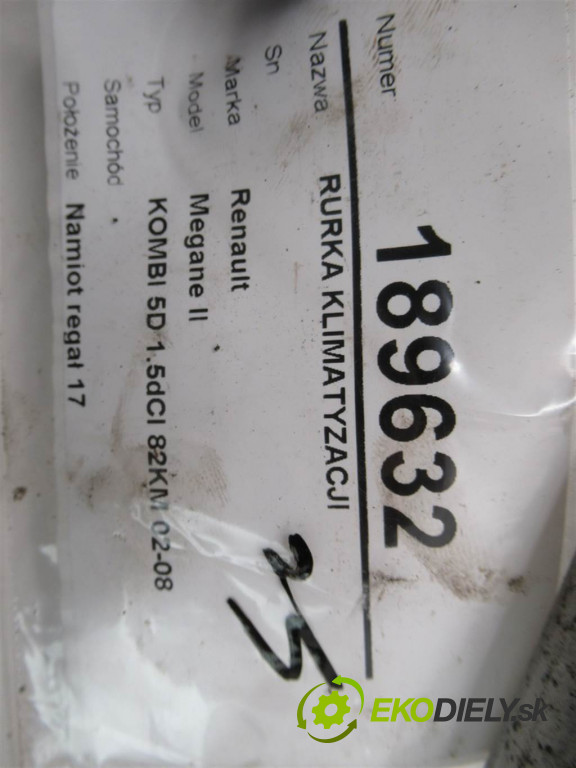 Numer 189632
Nazwa RURKA KLIMATYZACJI
Sn
Marka Renault
Model Megane II
Typ KOMBI 5D 1.5dCI 82KM 02-08
Samochód
Położenie Namiot regał 17
25
EKODIELY.sk